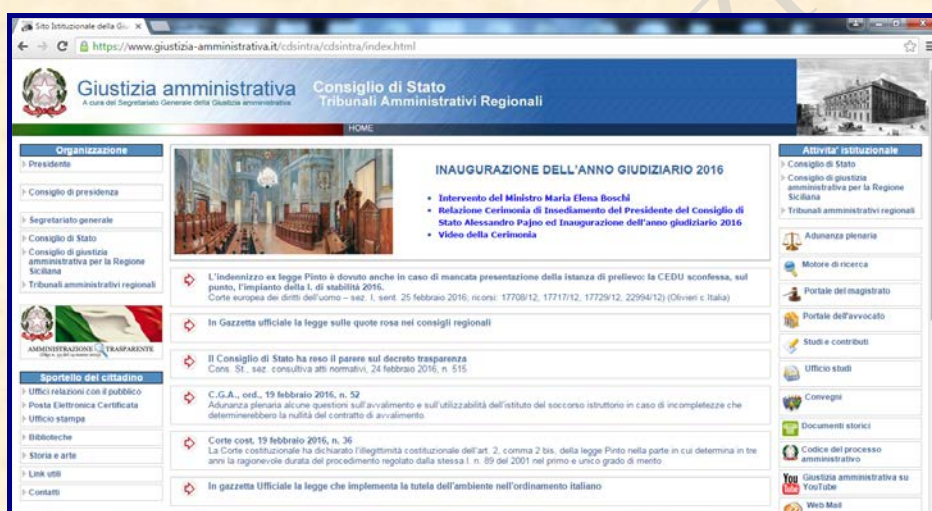 Sito Istituzionale della Giu
https://www.giustizia-amministrativa.it/cdsintra/cdsintra/index.html
Giustizia amministrativa
A cura del Segretariato Generale della Giustizia amministrativa
Consiglio di Stato
Tribunali Amministrativi Regionali
HOME
Organizzazione
Presidente
Consiglio di presidenza
Segretariato generale
Consiglio di Stato
Consiglio di giustizia
amministrativa per la Regione
Siciliana
Tribunali amministrativi regionali
AMMINISTRAZIONE TRASPARENTE
Sportello del cittadino
Uffici relazioni con il pubblico
Posta Elettronica Certificata
Ufficio stampa
Biblioteche
Storia e arte
Link utili
Contatti
INAUGURAZIONE DELL'ANNO GIUDIZIARIO 2016
Intervento del Ministro Maria Elena Boschi
Relazione Cerimonia di Insediamento del Presidente del Consiglio di
Stato Alessandro Pajno ed Inaugurazione dell'anno giudiziario 2016
Video della Cerimonia
L'indennizzo ex legge Pinto è dovuto anche in caso di mancata presentazione della istanza di prelievo: la CEDU sconfessa, sul
punto, l'impianto della l. di stabilità 2016.
Corte europea dei diritti dell'uomo – sez. I, sent. 25 febbraio 2016; ricorsi: 17708/12, 17717/12, 17729/12, 22994/12) (Olivieri c Italia)
In Gazzetta ufficiale la legge sulle quote rosa nei consigli regionali
Il Consiglio di Stato ha reso il parere sul decreto trasparenza
Cons. St., sez. consultiva atti normativi, 24 febbraio 2016, n. 515
C.G.A., ord., 19 febbraio 2016, n. 52
Adunanza plenaria alcune questioni sull'avvalimento e sull'utilizzabilità dell'istituto del soccorso istruttorio in caso di incompletezze che
determinerebbero la nullità del contratto di avvalimento.
Corte cost. 19 febbraio 2016, n. 36
La Corte costituzionale ha dichiarato l'illegittimità costituzionale dell'art. 2, comma 2 bis, della legge Pinto nella parte in cui determina in tre
anni la ragionevole durata del procedimento regolato dalla stessa l. n. 89 del 2001 nel primo e unico grado di merito
In gazzetta Ufficiale la legge che implementa la tutela dell'ambiente nell'ordinamento italiano
Attivita' istituzionale
Consiglio di Stato
Consiglio di giustizia
amministrativa per la Regione
Siciliana
Tribunali amministrativi regionali
Adunanza plenaria
Motore di ricerca
Portale del magistrato
Portale dell'avvocato
Studi e contributi
Ufficio studi
Convegni
Documenti storici
Codice del processo
amministrativo
You Tube
Giustizia amministrativa su
YouTube
Web Mail